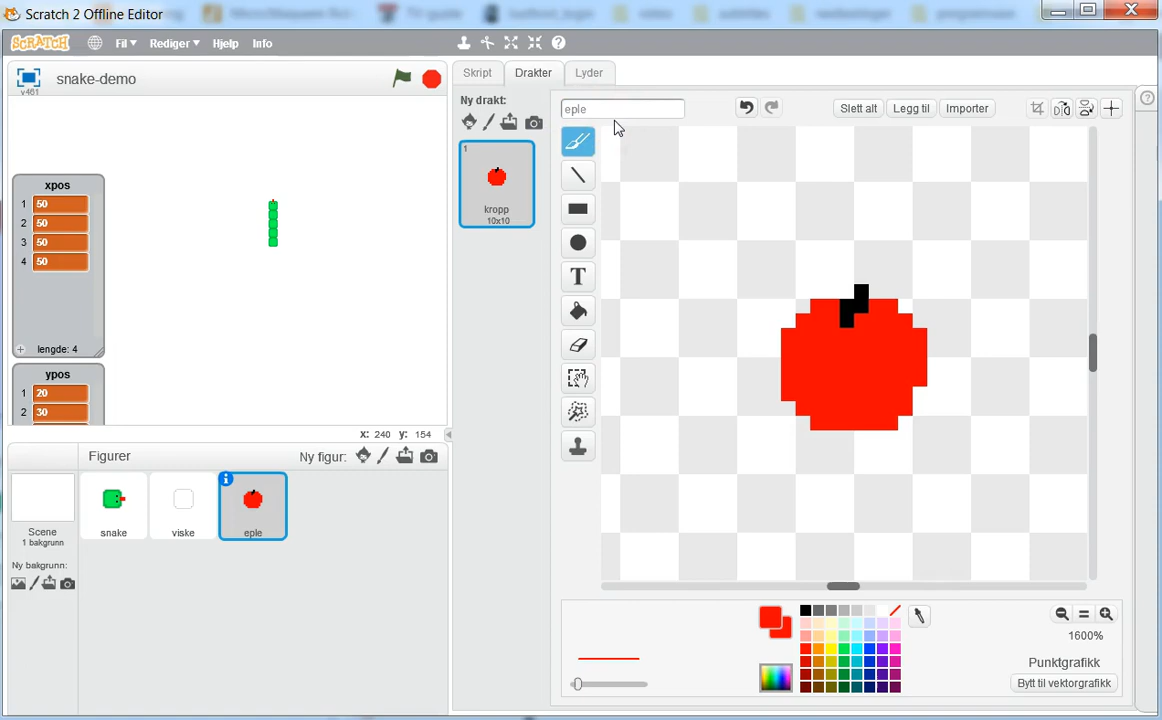 Scratch 2 Offline Editor
SCRATCH
Fil
Rediger
Hjelp
Info
v461
snake-demo
xpos
1 50
2 50
3 50
4 50
lengde: 4
ypos
1 20
2 30
x: 240 y: 154
Figurer
Ny figur:
Scene
1 bakgrunn
Ny bakgrunn:
snake
viske
eple
Skript
Drakter
Lyder
Ny drakt:
1
kropp
10x10
eple
Slett alt
Legg til
Importer
T
1600%
Punktgrafikk
Bytt til vektorgrafikk